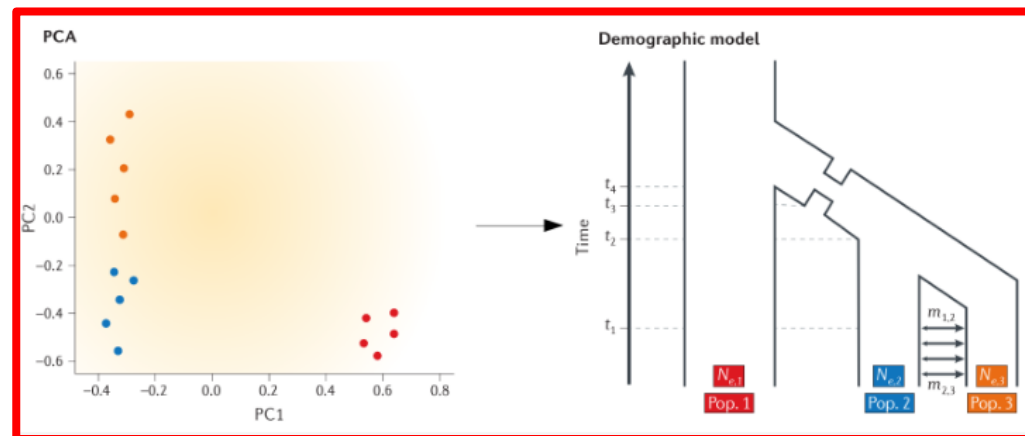 PCA
0.6
0.4
0.2
0.0
−0.2
−0.4
−0.6
PC2
−0.4 −0.2 0.0 0.2 0.4 0.6 0.8
PC1
Demographic model
Time
t4
t3
t2
t1
m1,2
m2,3
Ne,1 Ne,2 Ne,3
Pop. 1 Pop. 2 Pop. 3